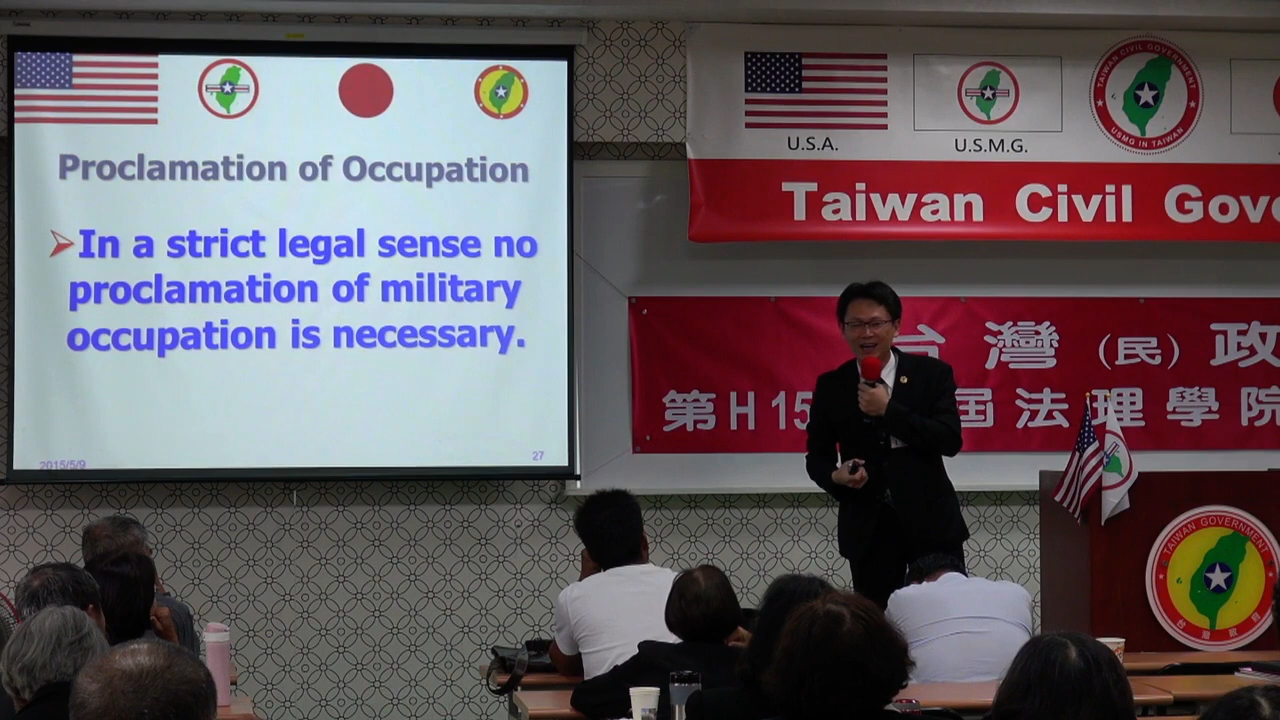 Proclamation of Occupation
➢In a strict legal sense no
proclamation of military
occupation is necessary.
2015/5/9
27
U.S.A.
U.S.M.G.
TAIWAN CIVIL GOVERNMENT
USMG IN TAIWAN
Taiwan Civil Gove
台灣(民)政
第H15 屆法理學院
TAIWAN GOVERNMENT
台灣政府